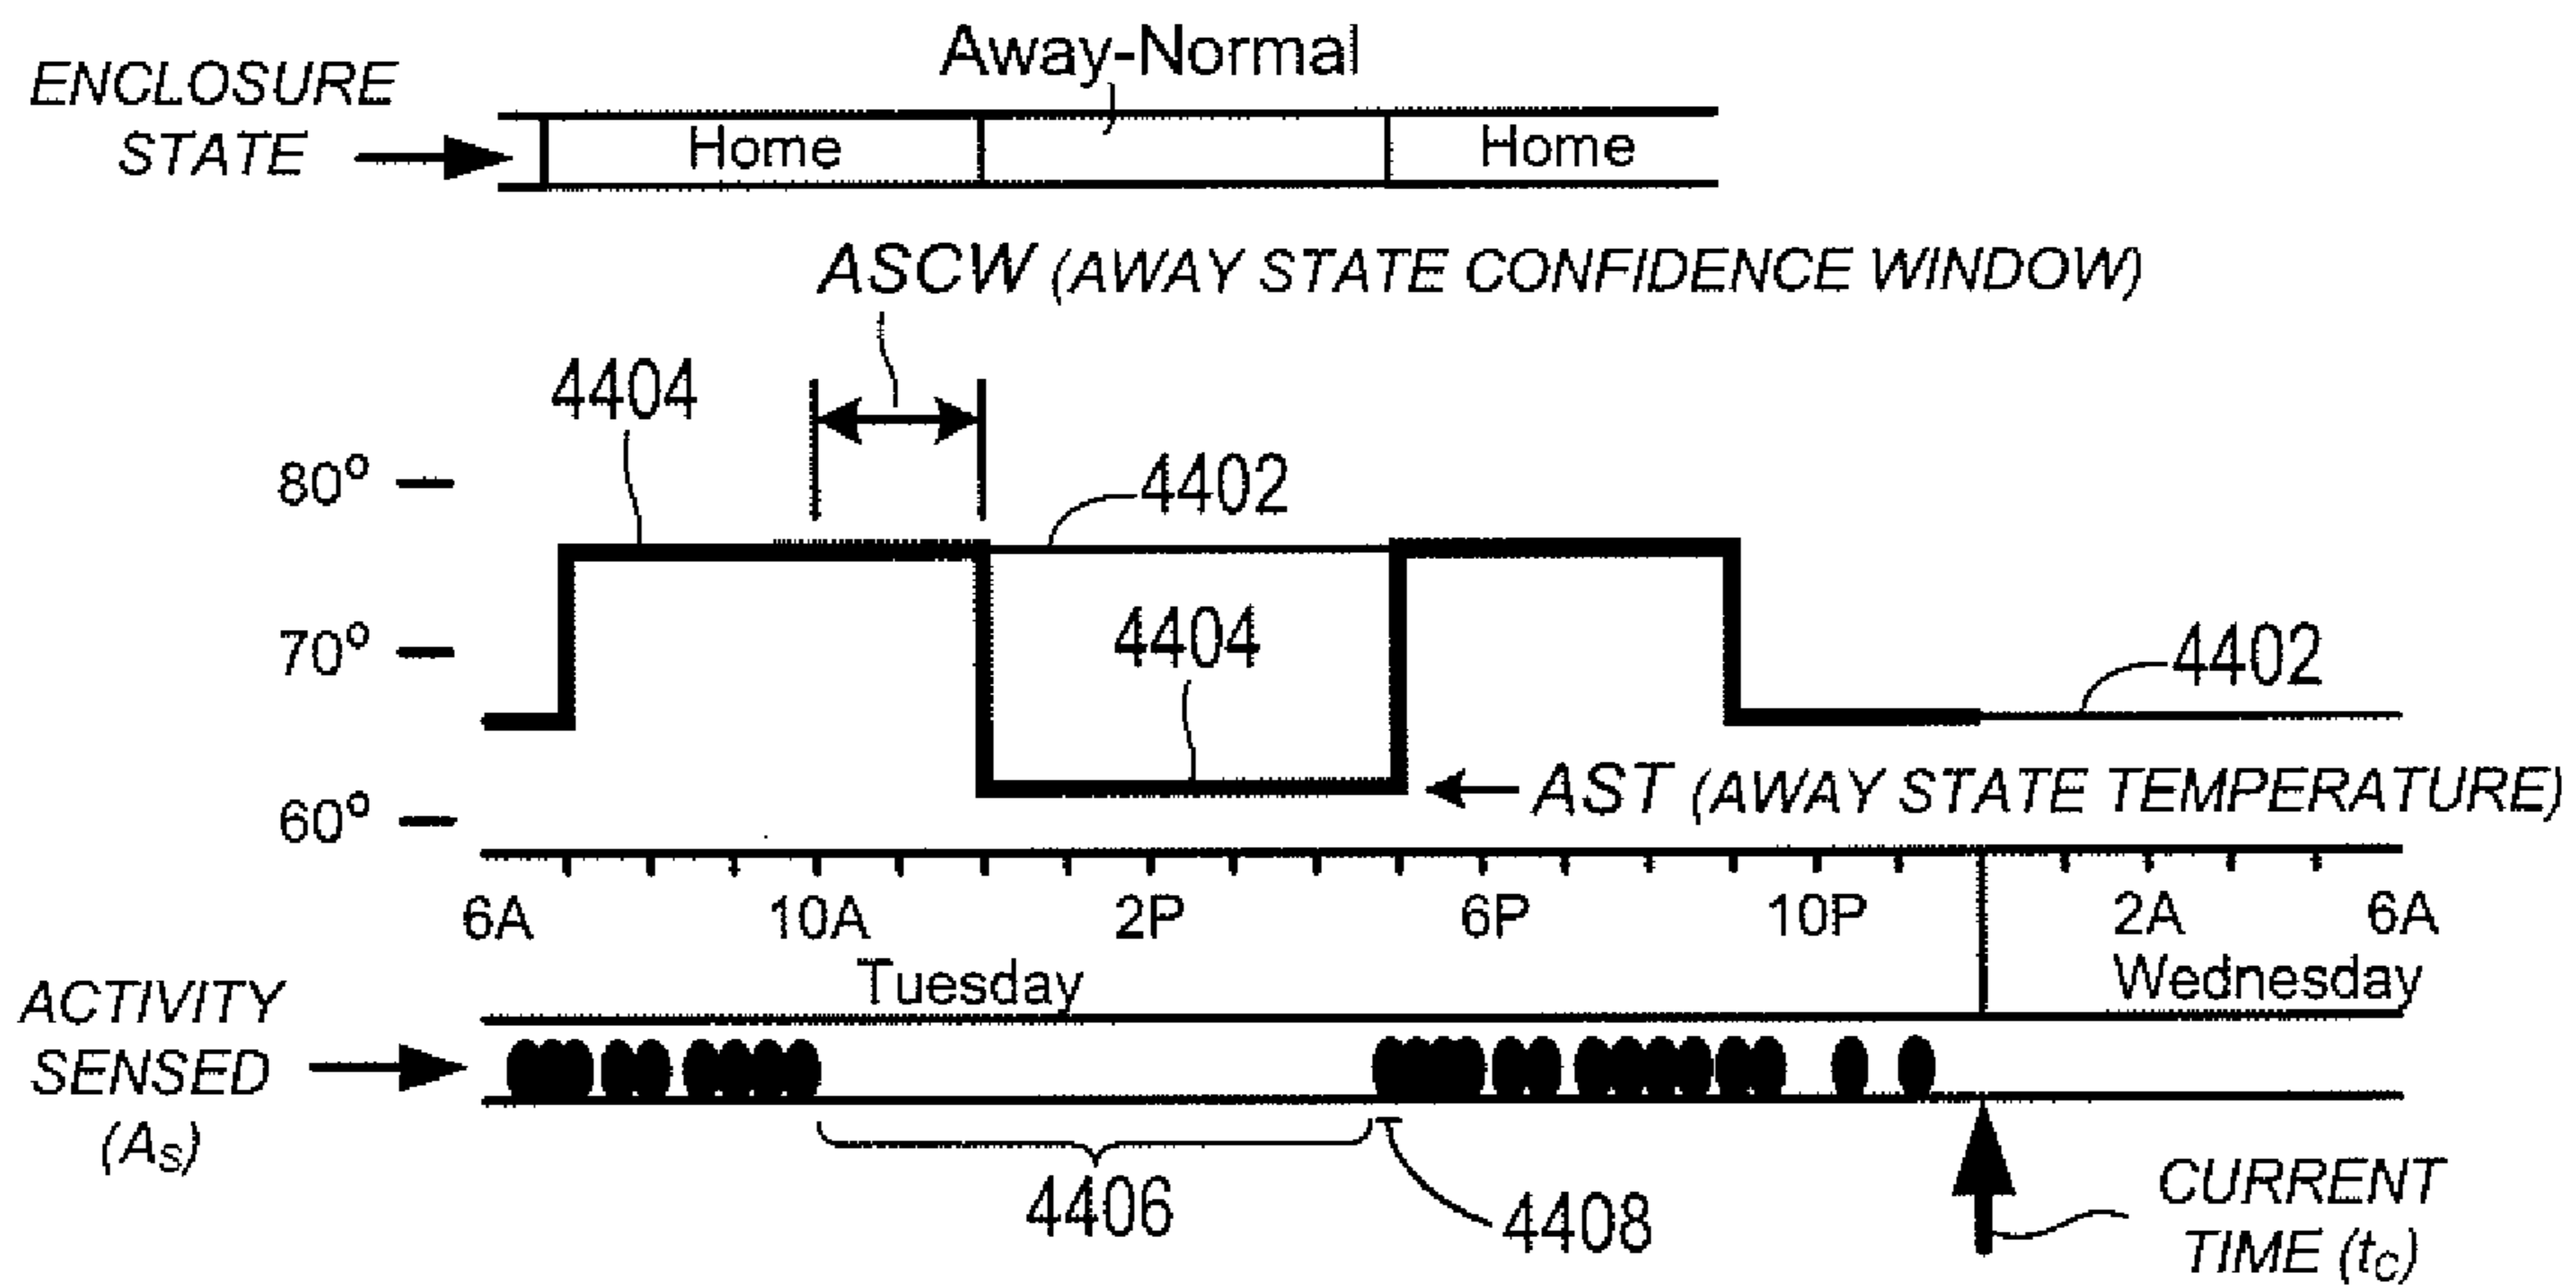 Away-Normal
ENCLOSURE
STATE
Home
Home
ASCW (AWAY STATE CONFIDENCE WINDOW)
4404
80°
4402
70°
4404
4402
AST (AWAY STATE TEMPERATURE)
60°
6A 10A 2P 6P 10P 2A 6A
Tuesday
Wednesday
ACTIVITY
SENSED
(As)
4406
4408
CURRENT
TIME (tc)